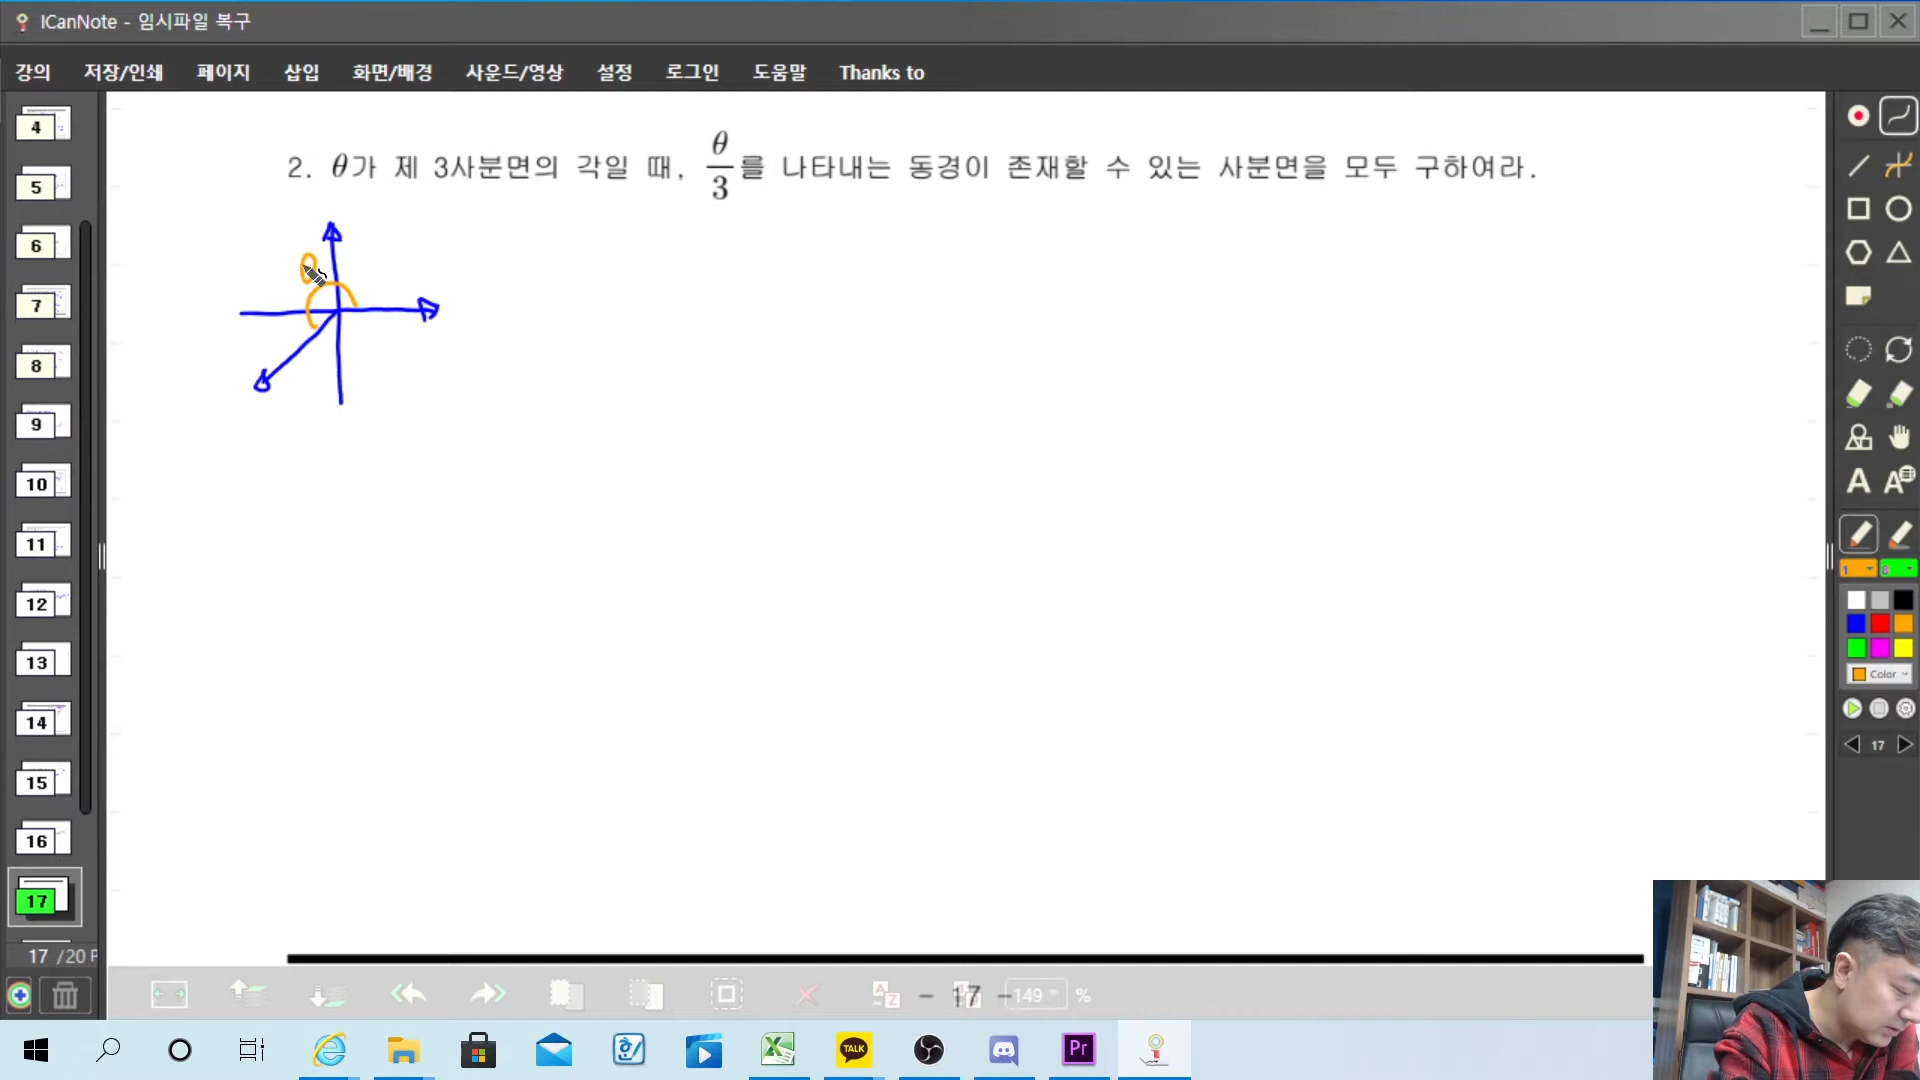 ICanNote - 임시파일 복구
강의 저장/인쇄 페이지 삽입 화면/배경 사운드/영상 설정 로그인 도움말 Thanks to
2. θ가 제 3사분면의 각일 때, θ/3를 나타내는 동경이 존재할 수 있는 사분면을 모두 구하여라.
θ
4
5
6
7
8
9
10
11
12
13
14
15
16
17
17 /20 P
A A
1
Color
17
A Z
- 17 -
149 %
TALK
Pr